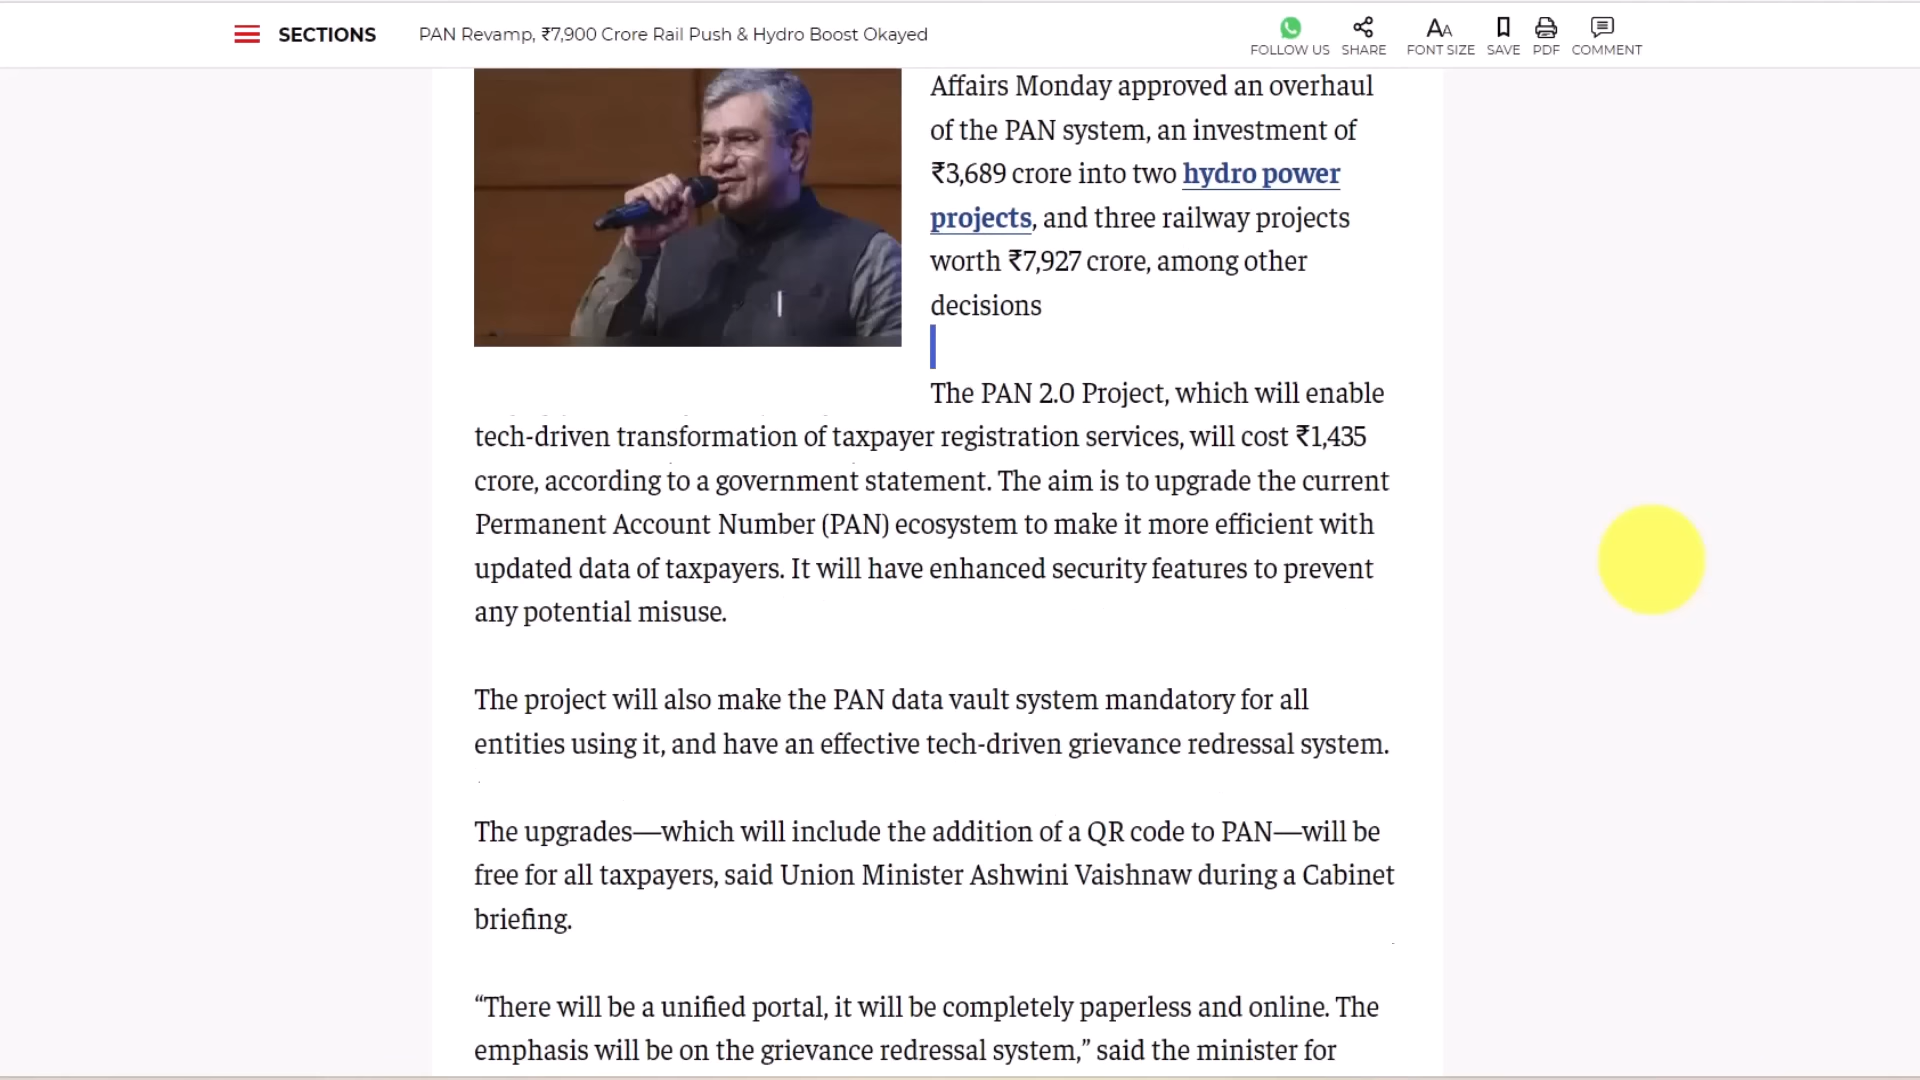 SECTIONS
PAN Revamp, ₹7,900 Crore Rail Push & Hydro Boost Okayed
FOLLOW US
SHARE
AA
FONT SIZE
SAVE
PDF
COMMENT
Affairs Monday approved an overhaul
of the PAN system, an investment of
₹3,689 crore into two hydro power
projects, and three railway projects
worth ₹7,927 crore, among other
decisions
The PAN 2.0 Project, which will enable
tech-driven transformation of taxpayer registration services, will cost ₹1,435
crore, according to a government statement. The aim is to upgrade the current
Permanent Account Number (PAN) ecosystem to make it more efficient with
updated data of taxpayers. It will have enhanced security features to prevent
any potential misuse.
The project will also make the PAN data vault system mandatory for all
entities using it, and have an effective tech-driven grievance redressal system.
The upgrades—which will include the addition of a QR code to PAN—will be
free for all taxpayers, said Union Minister Ashwini Vaishnaw during a Cabinet
briefing.
“There will be a unified portal, it will be completely paperless and online. The
emphasis will be on the grievance redressal system,” said the minister for